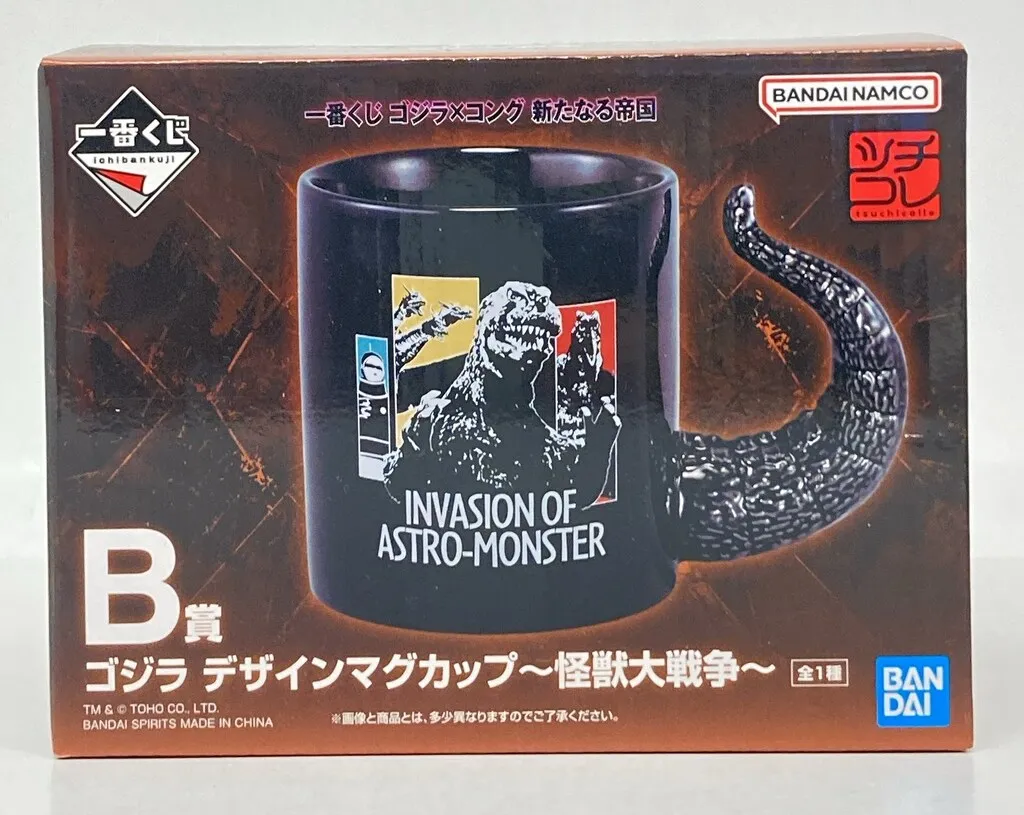 一番くじ
ichibankuji
一番くじ ゴジラ×コング 新たなる帝国
BANDAI NAMCO
ツチ
コレ
tsuchicolle
INVASION OF
ASTRO-MONSTER
B賞
ゴジラ デザインマグカップ～怪獣大戦争～ 全1種
TM & © TOHO CO., LTD.
BANDAI SPIRITS MADE IN CHINA
※画像と商品とは、多少異なりますのでご了承ください。
BAN
DAI